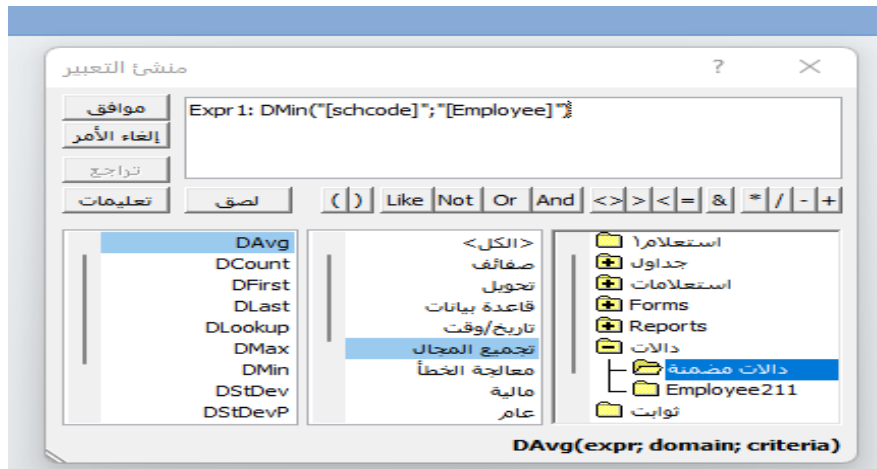 منشئ التعبير ? ×
موافق
Expr1: DMin("[schcode]";"[Employee]")
إلغاء الأمر
تراجع
تعليمات
لصق
( ) Like Not Or And <> > < = & * / - +
استعلام١
جداول
استعلامات
Forms
Reports
دالات
دالات مضمنة
Employee211
ثوابت
<الكل>
صفائف
تحويل
قاعدة بيانات
تاريخ/وقت
تجميع المجال
معالجة الخطأ
مالية
عام
DAvg
DCount
DFirst
DLast
DLookup
DMax
DMin
DStDev
DStDevP
DAvg(expr; domain; criteria)